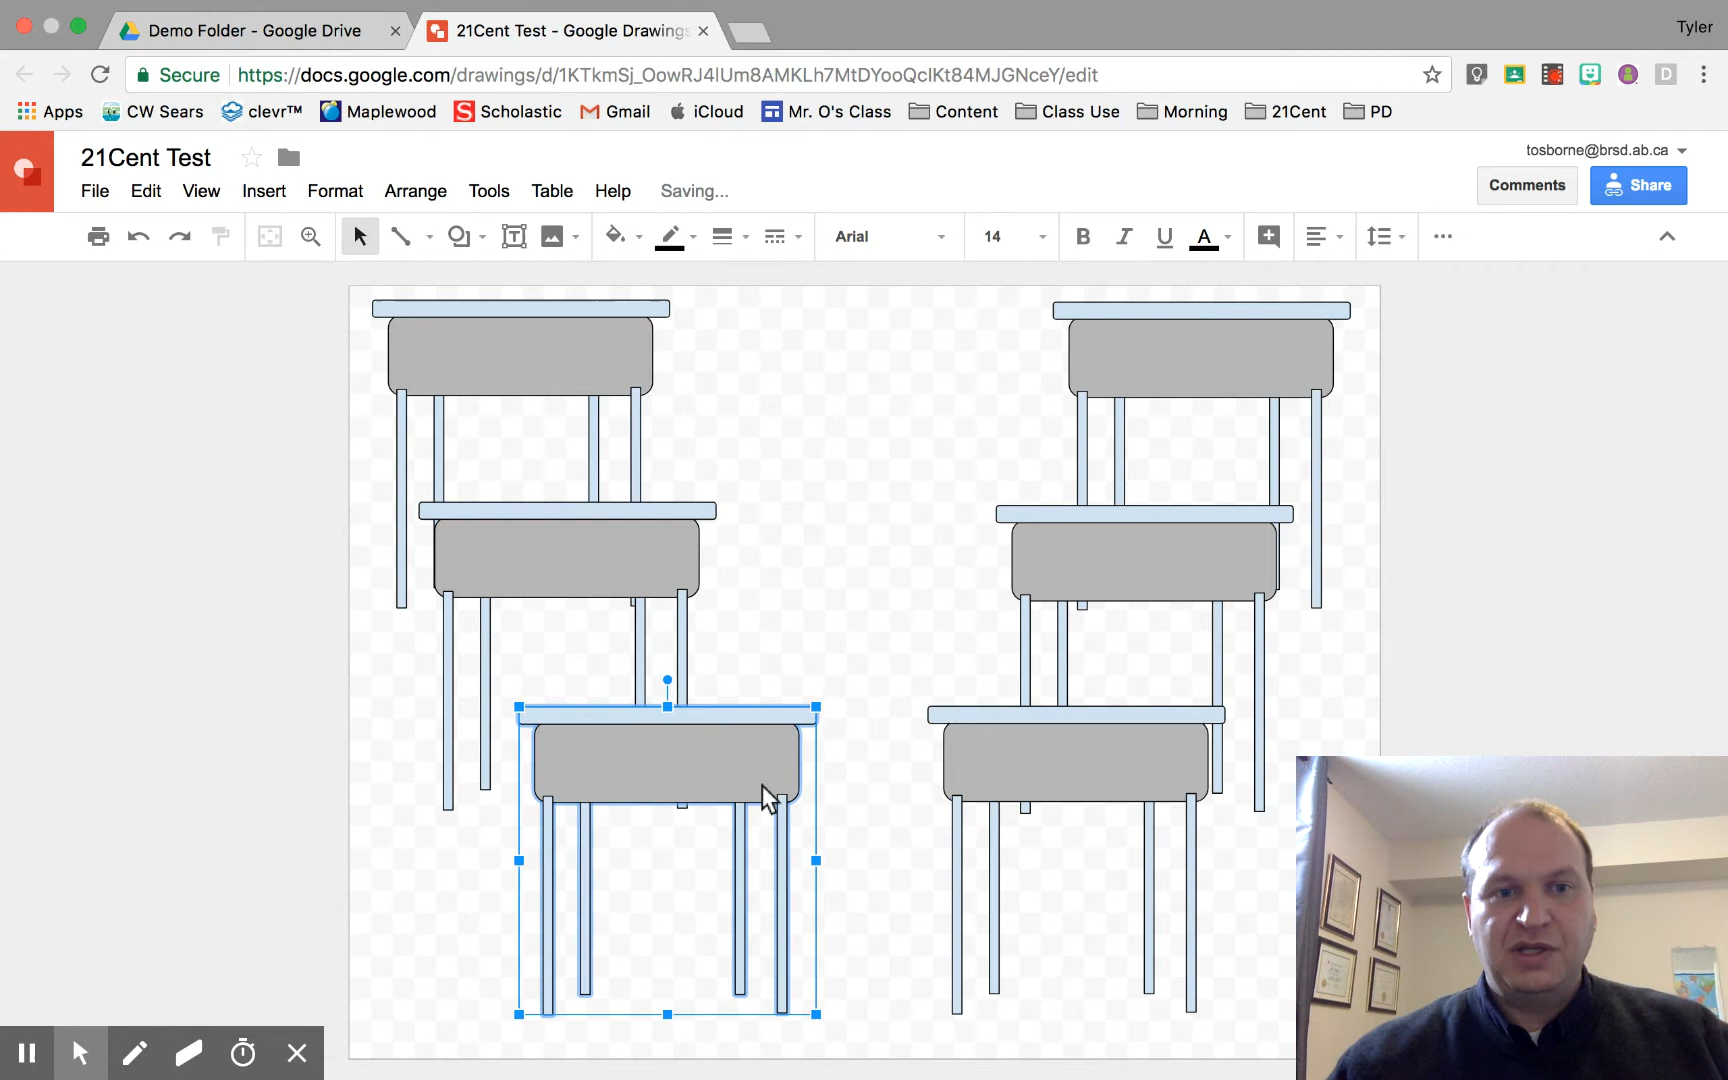 Demo Folder - Google Drive
21Cent Test - Google Drawings
Tyler
Secure
https://docs.google.com/drawings/d/1KTkmSj_OowRJ4IUm8AMKLh7MtDYooQclKt84MJGNceY/edit
Apps
CW Sears
clevr™
Maplewood
Scholastic
Gmail
iCloud
Mr. O's Class
Content
Class Use
Morning
21Cent
PD
21Cent Test
tosborne@brsd.ab.ca
File Edit View Insert Format Arrange Tools Table Help Saving...
Comments
Share
Arial
14
B I U A